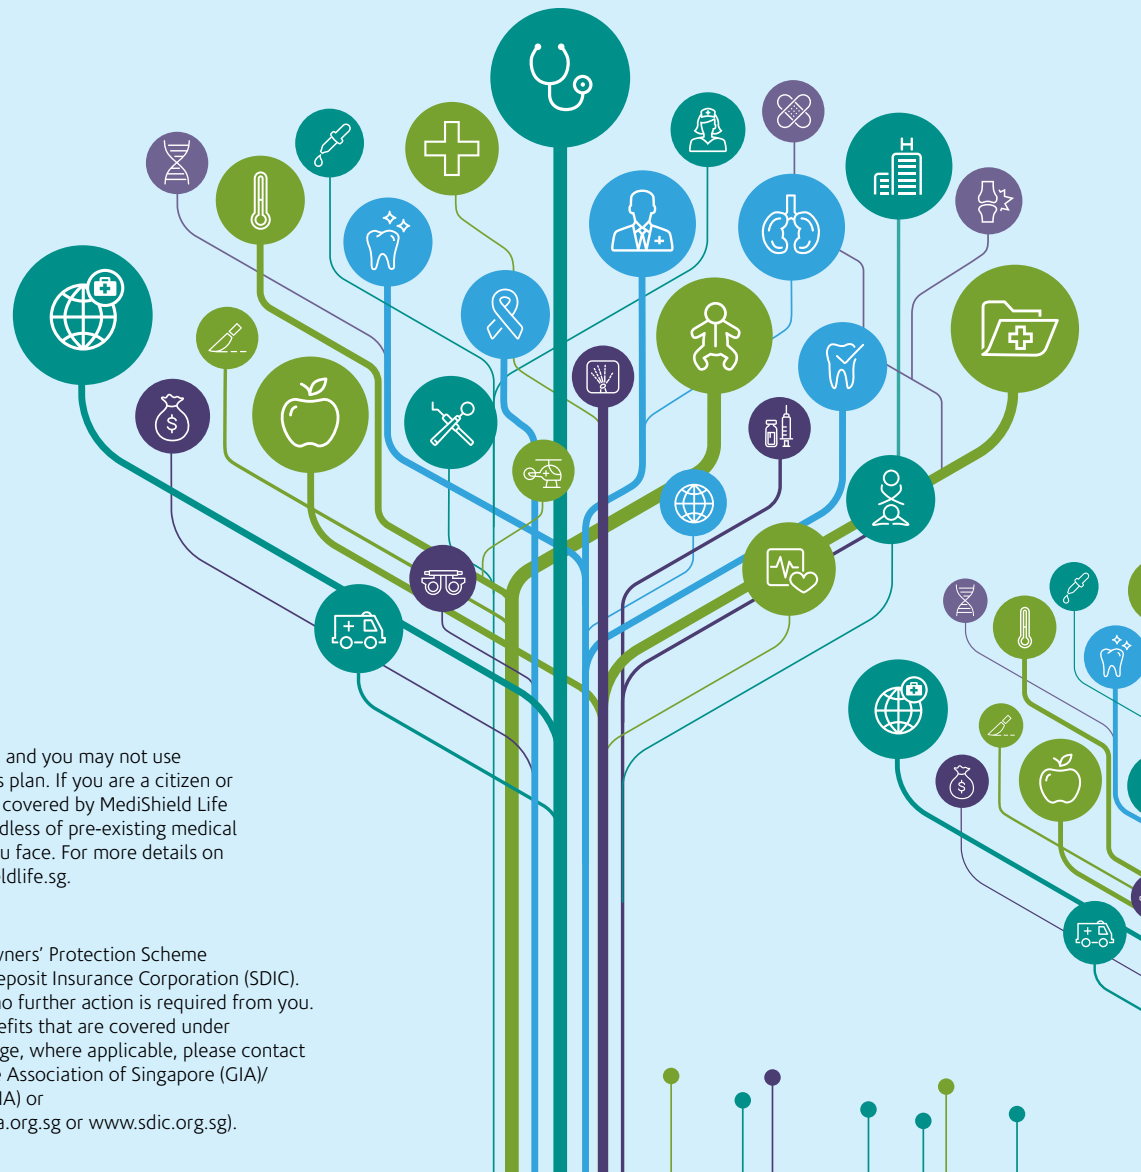 and you may not use
s plan. If you are a citizen or
covered by MediShield Life
dless of pre-existing medical
u face. For more details on
eldlife.sg.
wners’ Protection Scheme
eposit Insurance Corporation (SDIC).
no further action is required from you.
efits that are covered under
ge, where applicable, please contact
e Association of Singapore (GIA)/
IA) or
a.org.sg or www.sdic.org.sg).
H
$
$